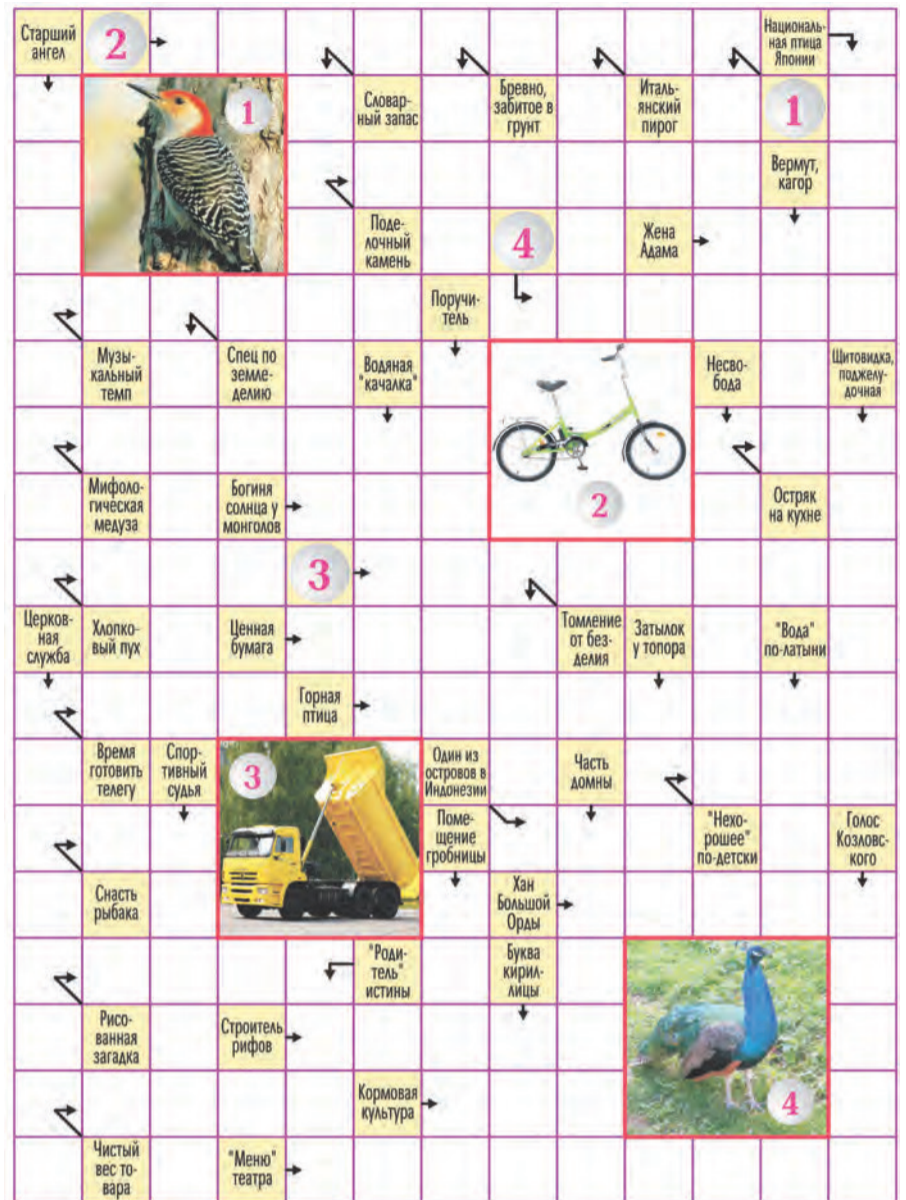 Старший
ангел
2
Националь-
ная птица
Японии
1
Словар-
ный запас
Бревно,
забитое в
грунт
Италь-
янский
пирог
1
Вермут,
кагор
Поде-
лочный
камень
4
Жена
Адама
Поручи-
тель
Музы-
кальный
темп
Спец по
земле-
делию
Водяная
"качалка"
Несво-
бода
Щитовидка,
поджелу-
дочная
2
Мифоло-
гическая
медуза
Богиня
солнца у
монголов
Остряк
на кухне
3
Церков-
ная
служба
Хлопко-
вый пух
Ценная
бумага
Томление
от без-
делия
Затылок
у топора
"Вода"
по-латыни
Горная
птица
Время
готовить
телегу
Спор-
тивный
судья
3
Один из
островов в
Индонезии
Часть
домны
Поме-
щение
гробницы
"Нехо-
рошее"
по-детски
Голос
Козловс-
кого
Снасть
рыбака
Хан
Большой
Орды
"Роди-
тель"
истины
Буква
кирил-
лицы
Рисо-
ванная
загадка
Строитель
рифов
4
Кормовая
культура
Чистый
вес то-
вара
"Меню"
театра